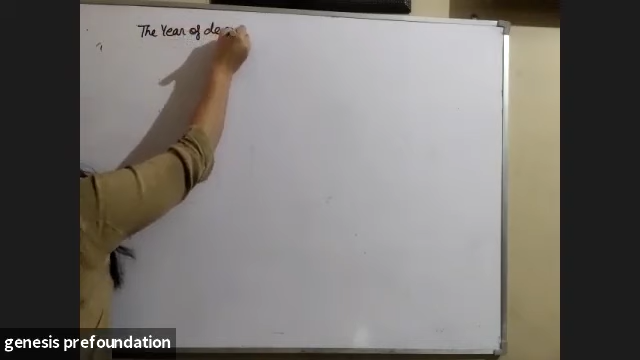 The Year of
genesis prefoundation